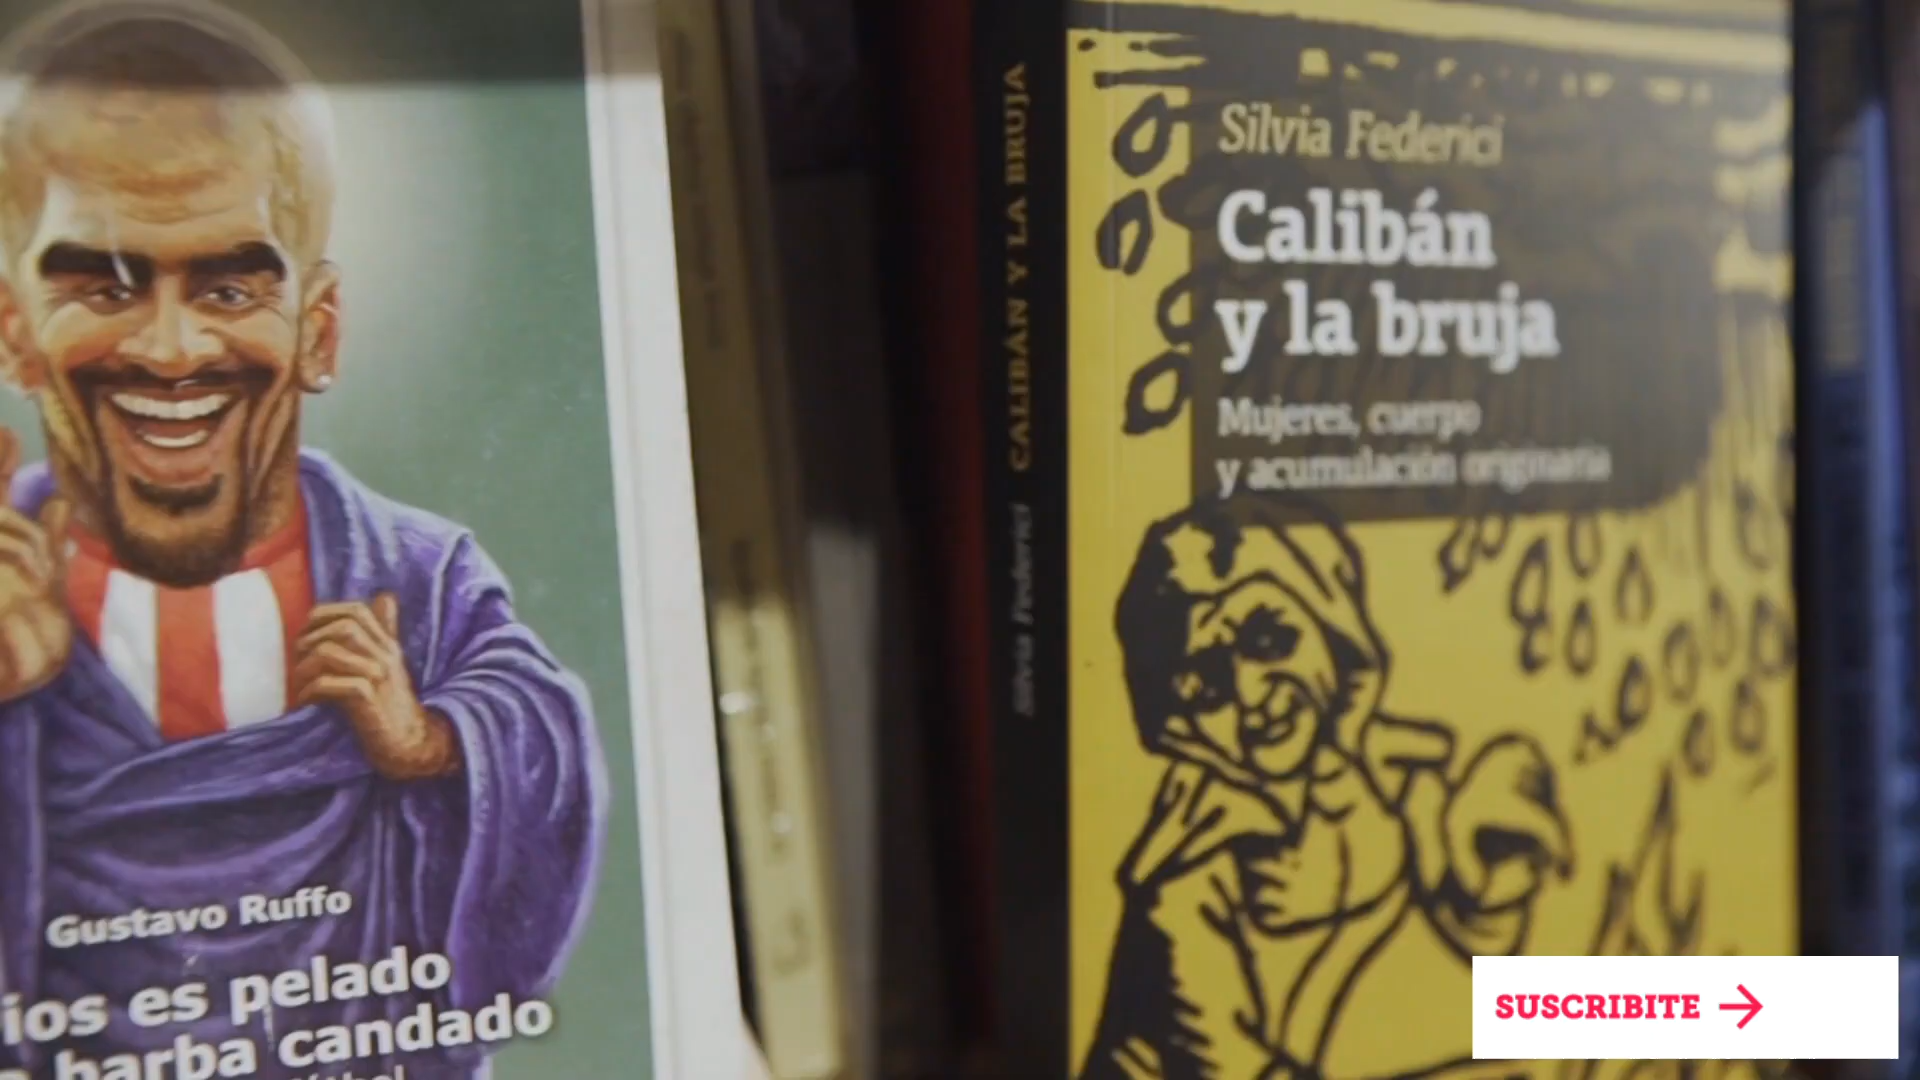 Gustavo Ruffo
ios es pelado
barba candado
CALIBÁN Y LA BRUJA
Silvia Federici
Silvia Federici
Calibán
y la bruja
Mujeres, cuerpo
y acumulación originaria
SUSCRIBITE